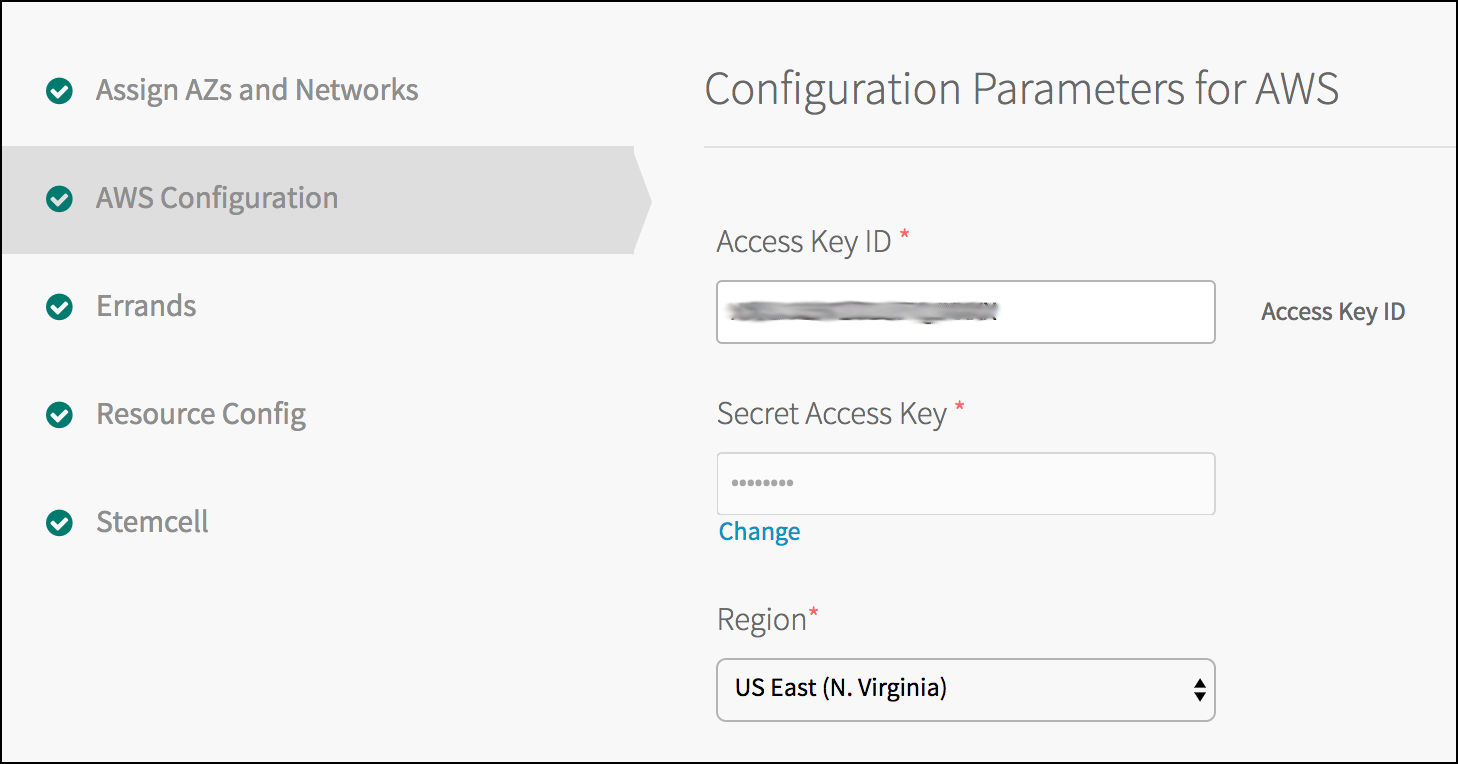 Assign AZs and Networks
AWS Configuration
Errands
Resource Config
Stemcell
Configuration Parameters for AWS
Access Key ID *
Access Key ID
Secret Access Key *
••••••••
Change
Region*
US East (N. Virginia)